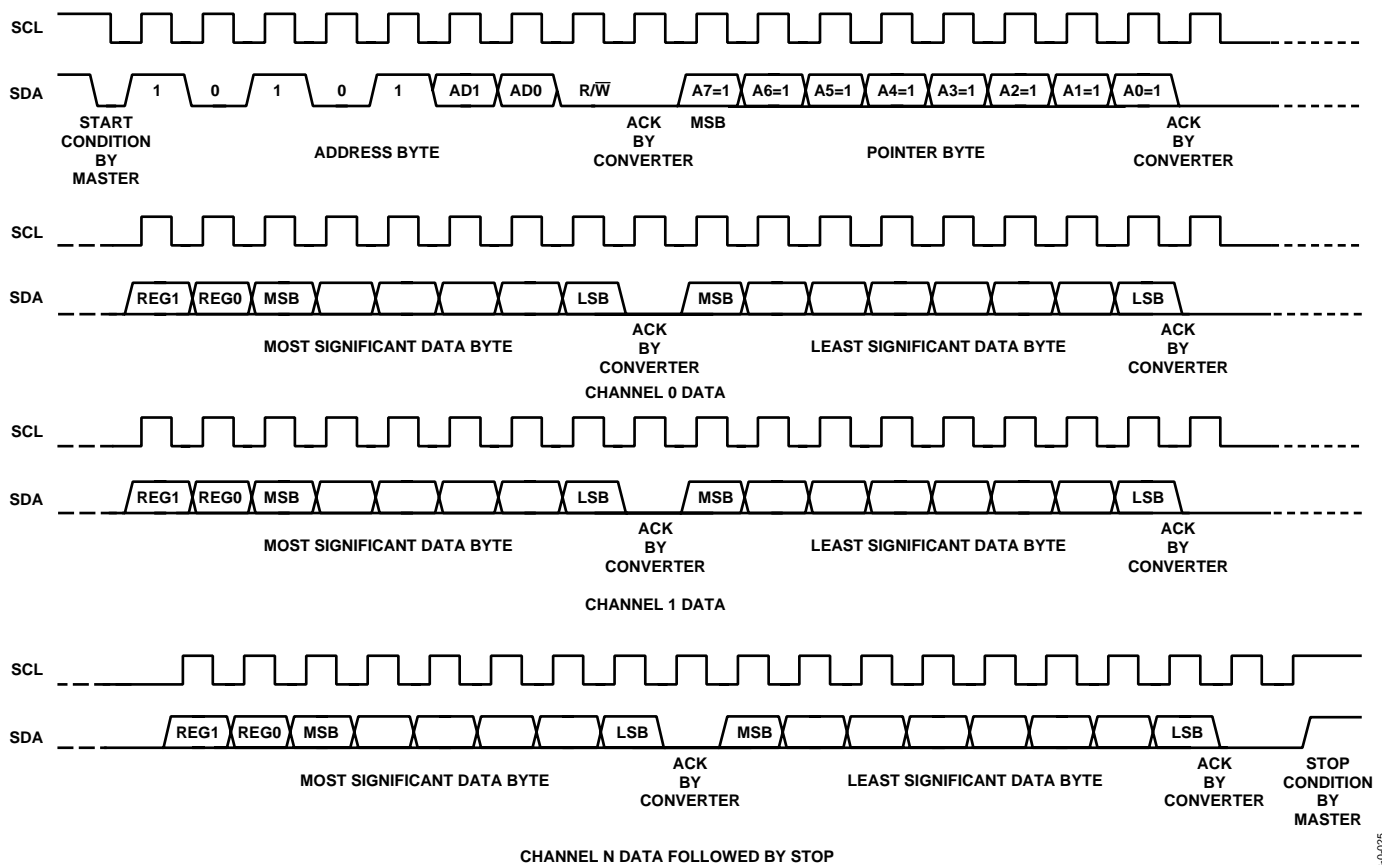 SCL
SDA
1 0 1 0 1 AD1 AD0 R/W̅ A7=1 A6=1 A5=1 A4=1 A3=1 A2=1 A1=1 A0=1
START
CONDITION
BY
MASTER
ADDRESS BYTE
ACK
BY
CONVERTER
MSB
POINTER BYTE
ACK
BY
CONVERTER
SCL
SDA
REG1 REG0 MSB LSB MSB LSB
MOST SIGNIFICANT DATA BYTE
ACK
BY
CONVERTER
LEAST SIGNIFICANT DATA BYTE
ACK
BY
CONVERTER
CHANNEL 0 DATA
SCL
SDA
REG1 REG0 MSB LSB MSB LSB
MOST SIGNIFICANT DATA BYTE
ACK
BY
CONVERTER
LEAST SIGNIFICANT DATA BYTE
ACK
BY
CONVERTER
CHANNEL 1 DATA
SCL
SDA
REG1 REG0 MSB LSB MSB LSB
MOST SIGNIFICANT DATA BYTE
ACK
BY
CONVERTER
LEAST SIGNIFICANT DATA BYTE
ACK
BY
CONVERTER
STOP
CONDITION
BY
MASTER
CHANNEL N DATA FOLLOWED BY STOP